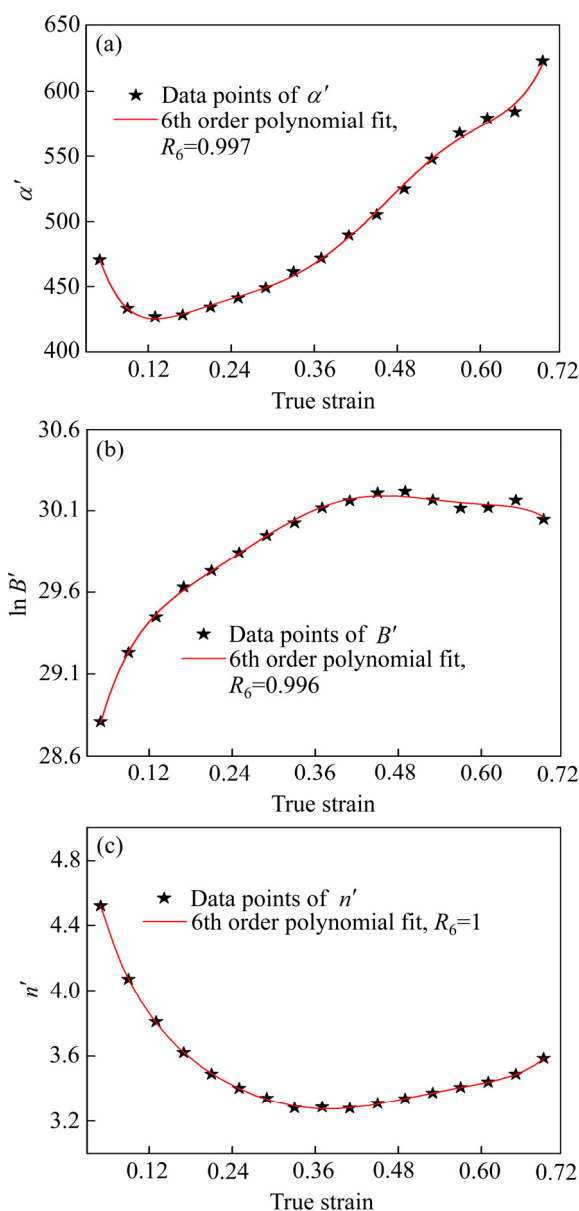 650
(a)
600
★ Data points of α′
6th order polynomial fit,
R6=0.997
550
α′
500
450
400
0.12 0.24 0.36 0.48 0.60 0.72
True strain
30.6
(b)
30.1
ln B′
29.6
★ Data points of B′
6th order polynomial fit,
R6=0.996
29.1
28.6
0.12 0.24 0.36 0.48 0.60 0.72
True strain
(c)
4.8
★ Data points of n′
6th order polynomial fit, R6=1
4.4
n′
4.0
3.6
3.2
0.12 0.24 0.36 0.48 0.60 0.72
True strain